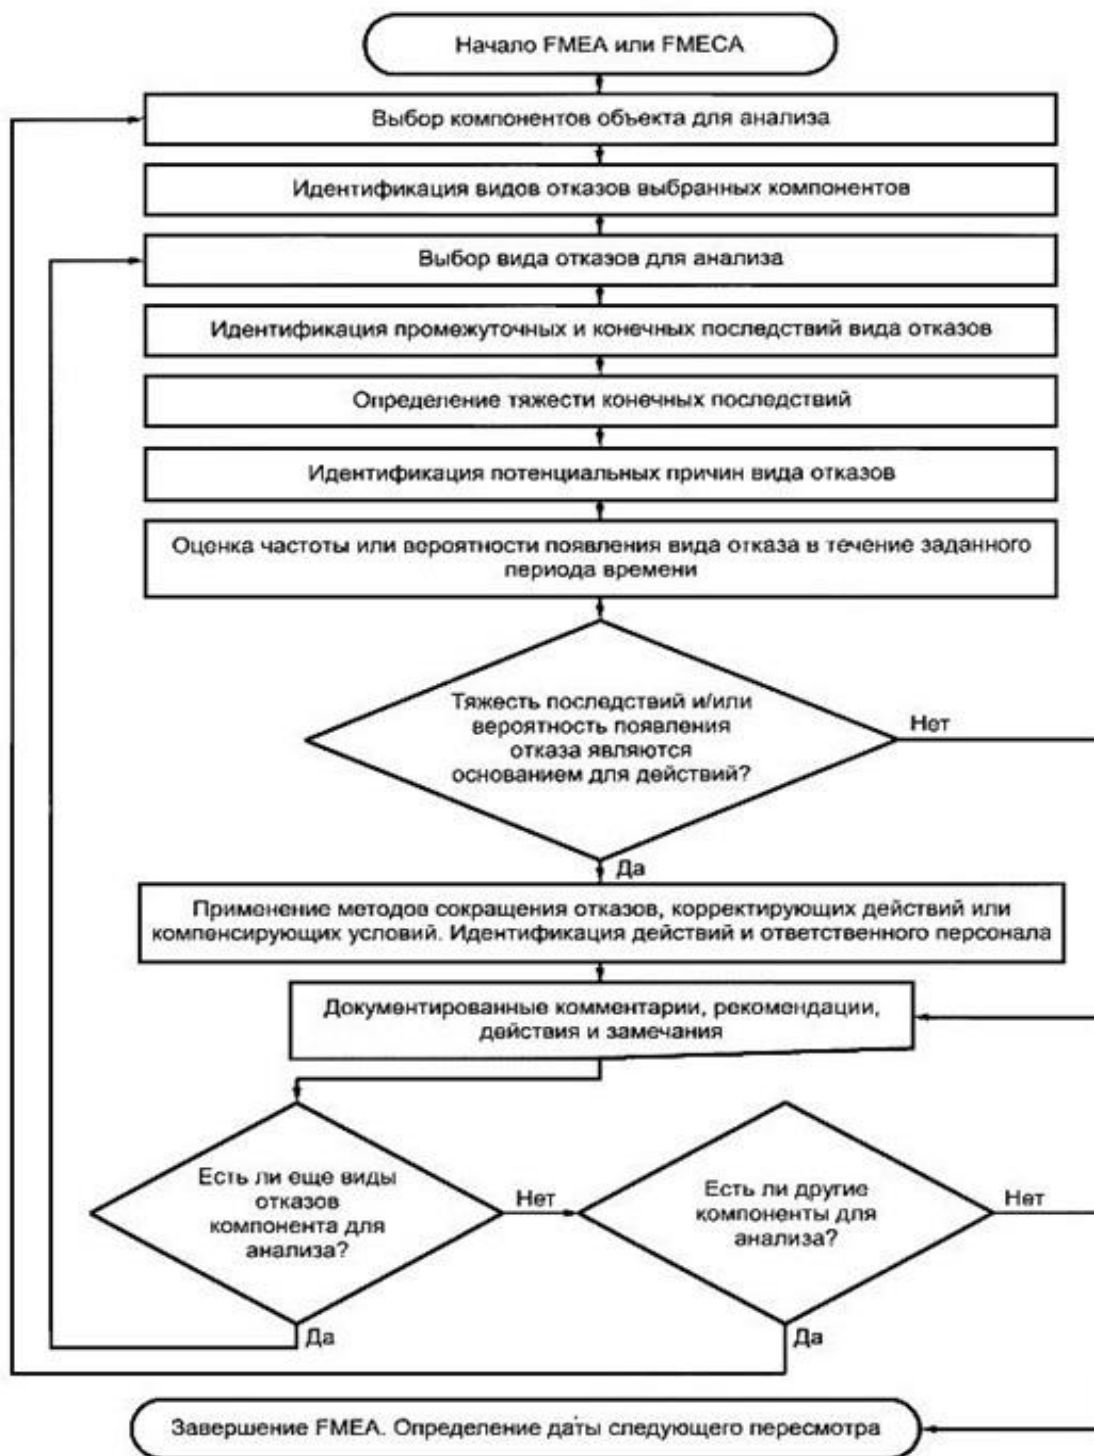 Начало FMEA или FMECA
Выбор компонентов объекта для анализа
Идентификация видов отказов выбранных компонентов
Выбор вида отказов для анализа
Идентификация промежуточных и конечных последствий вида отказов
Определение тяжести конечных последствий
Идентификация потенциальных причин вида отказов
Оценка частоты или вероятности появления вида отказа в течение заданного
периода времени
Тяжесть последствий и/или
вероятность появления
отказа являются
основанием для действий?
Нет
Да
Применение методов сокращения отказов, корректирующих действий или
компенсирующих условий. Идентификация действий и ответственного персонала
Документированные комментарии, рекомендации,
действия и замечания
Есть ли еще виды
отказов
компонента для
анализа?
Нет
Да
Есть ли другие
компоненты для
анализа?
Нет
Да
Завершение FMEA. Определение даты следующего пересмотра